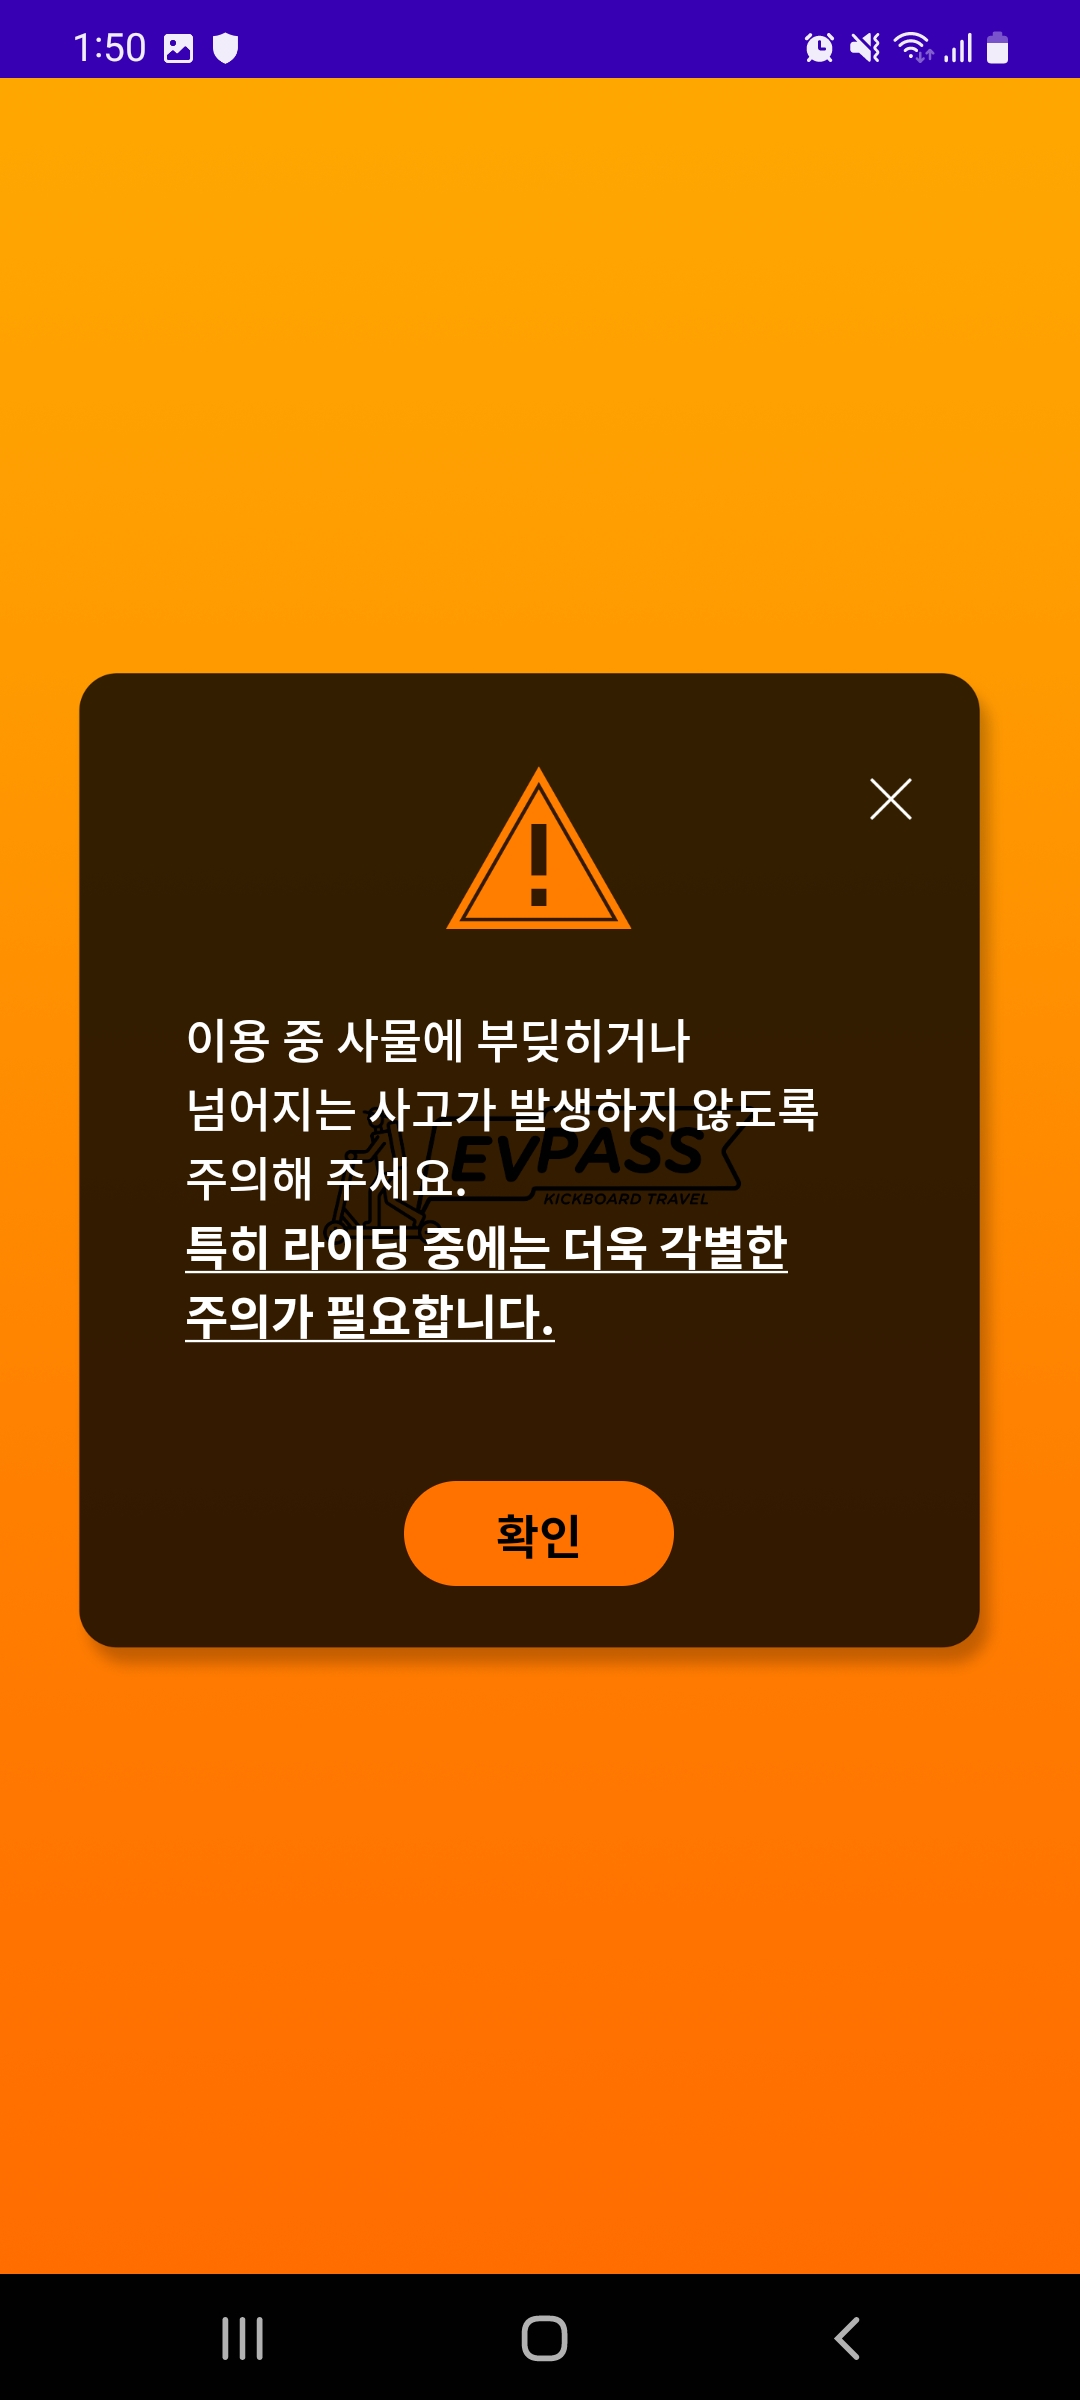 1:50
이용 중 사물에 부딪히거나
넘어지는 사고가 발생하지 않도록
주의해 주세요.
특히 라이딩 중에는 더욱 각별한
주의가 필요합니다.
EVPASS
KICKBOARD TRAVEL
확인